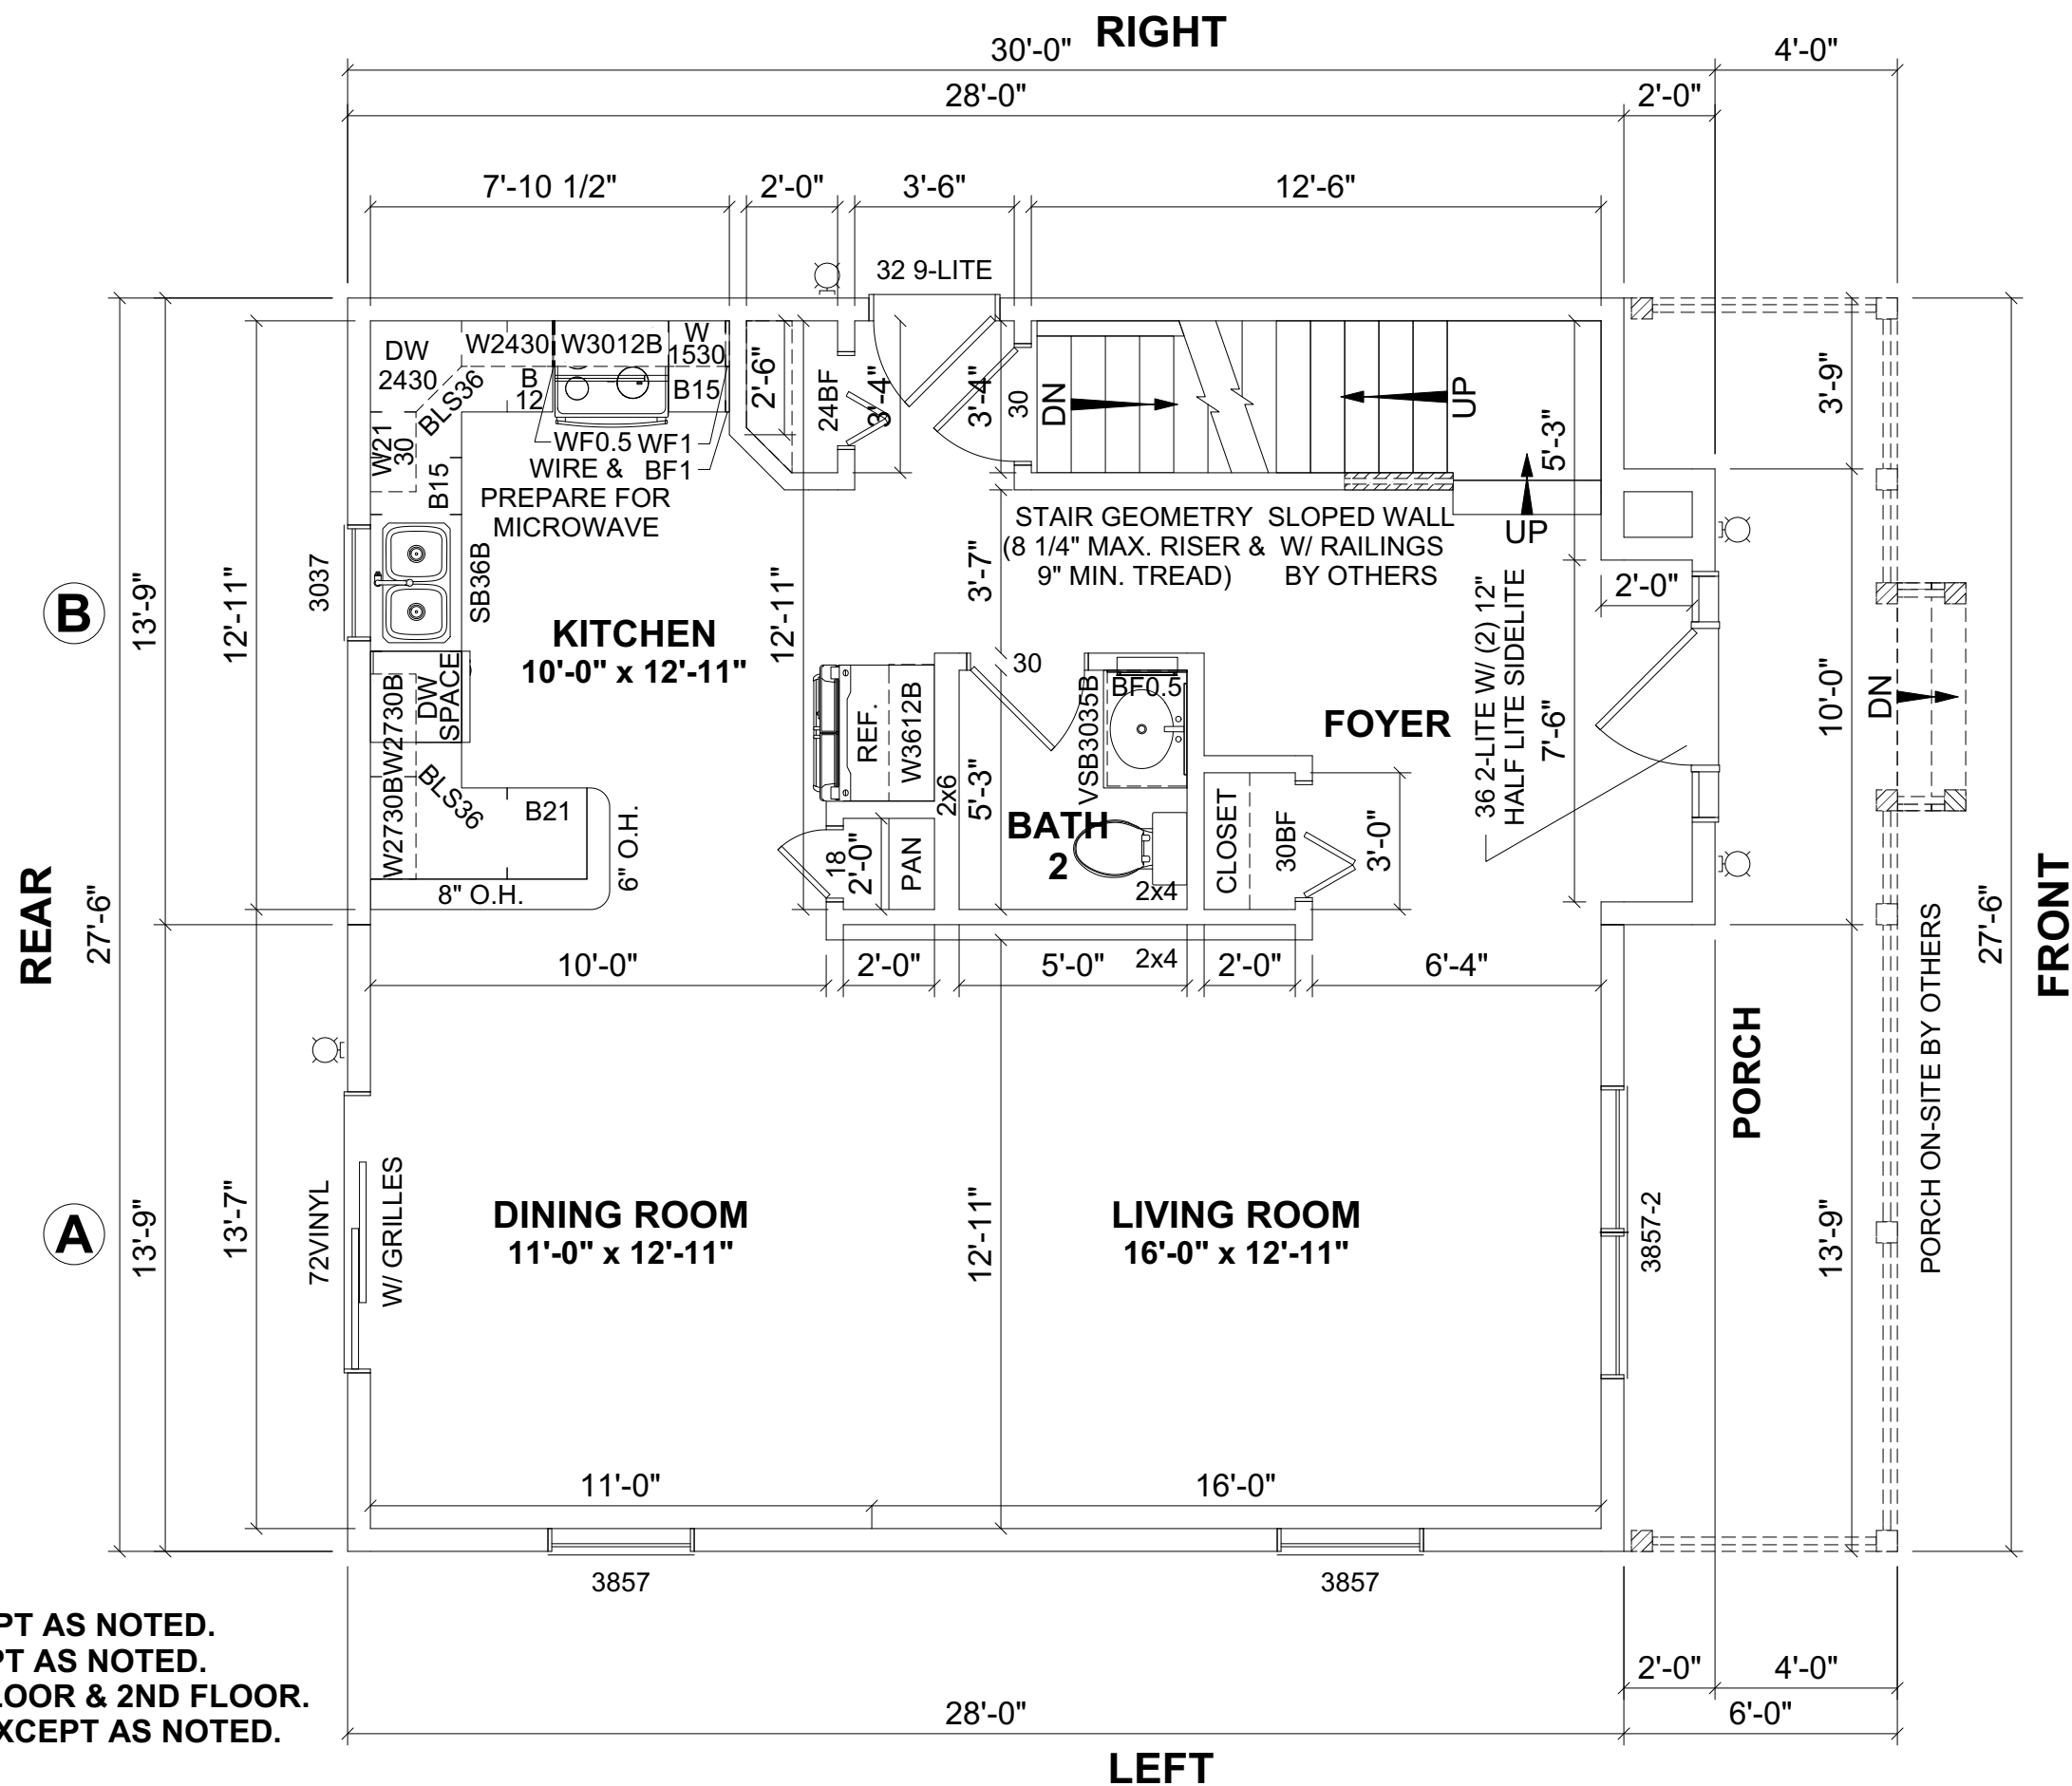 RIGHT
30'-0"
4'-0"
28'-0"
2'-0"
7'-10 1/2"
2'-0"
3'-6"
12'-6"
32 9-LITE
DW
2430
W2430
W3012B
W
1530
B
12
B15
BLS36
W21
30
B15
WF0.5
WF1
BF1
WIRE &
PREPARE FOR
MICROWAVE
2'-6"
24BF
3'-4"
3'-4"
30
DN
UP
UP
5'-3"
3'-9"
STAIR GEOMETRY
(8 1/4" MAX. RISER &
9" MIN. TREAD)
SLOPED WALL
W/ RAILINGS
BY OTHERS
3037
SB36B
B
13'-9"
12'-11"
KITCHEN
10'-0" x 12'-11"
12'-11"
3'-7"
30
2'-0"
36 2-LITE W/ (2) 12"
HALF LITE SIDELITE
7'-6"
10'-0"
DN
DW
SPACE
W2730B
W2730B
BLS36
B21
8" O.H.
6" O.H.
REF.
W3612B
2x6
5'-3"
VSB3035B
BF0.5
BATH
2
2x4
FOYER
CLOSET
30BF
3'-0"
18
2'-0"
PAN
REAR
27'-6"
10'-0"
2'-0"
5'-0"
2x4
2'-0"
6'-4"
PORCH
PORCH ON-SITE BY OTHERS
27'-6"
FRONT
A
13'-9"
13'-7"
72VINYL
W/ GRILLES
DINING ROOM
11'-0" x 12'-11"
12'-11"
LIVING ROOM
16'-0" x 12'-11"
3857-2
13'-9"
11'-0"
16'-0"
3857
3857
PT AS NOTED.
PT AS NOTED.
LOOR & 2ND FLOOR.
XCEPT AS NOTED.
2'-0"
4'-0"
28'-0"
6'-0"
LEFT